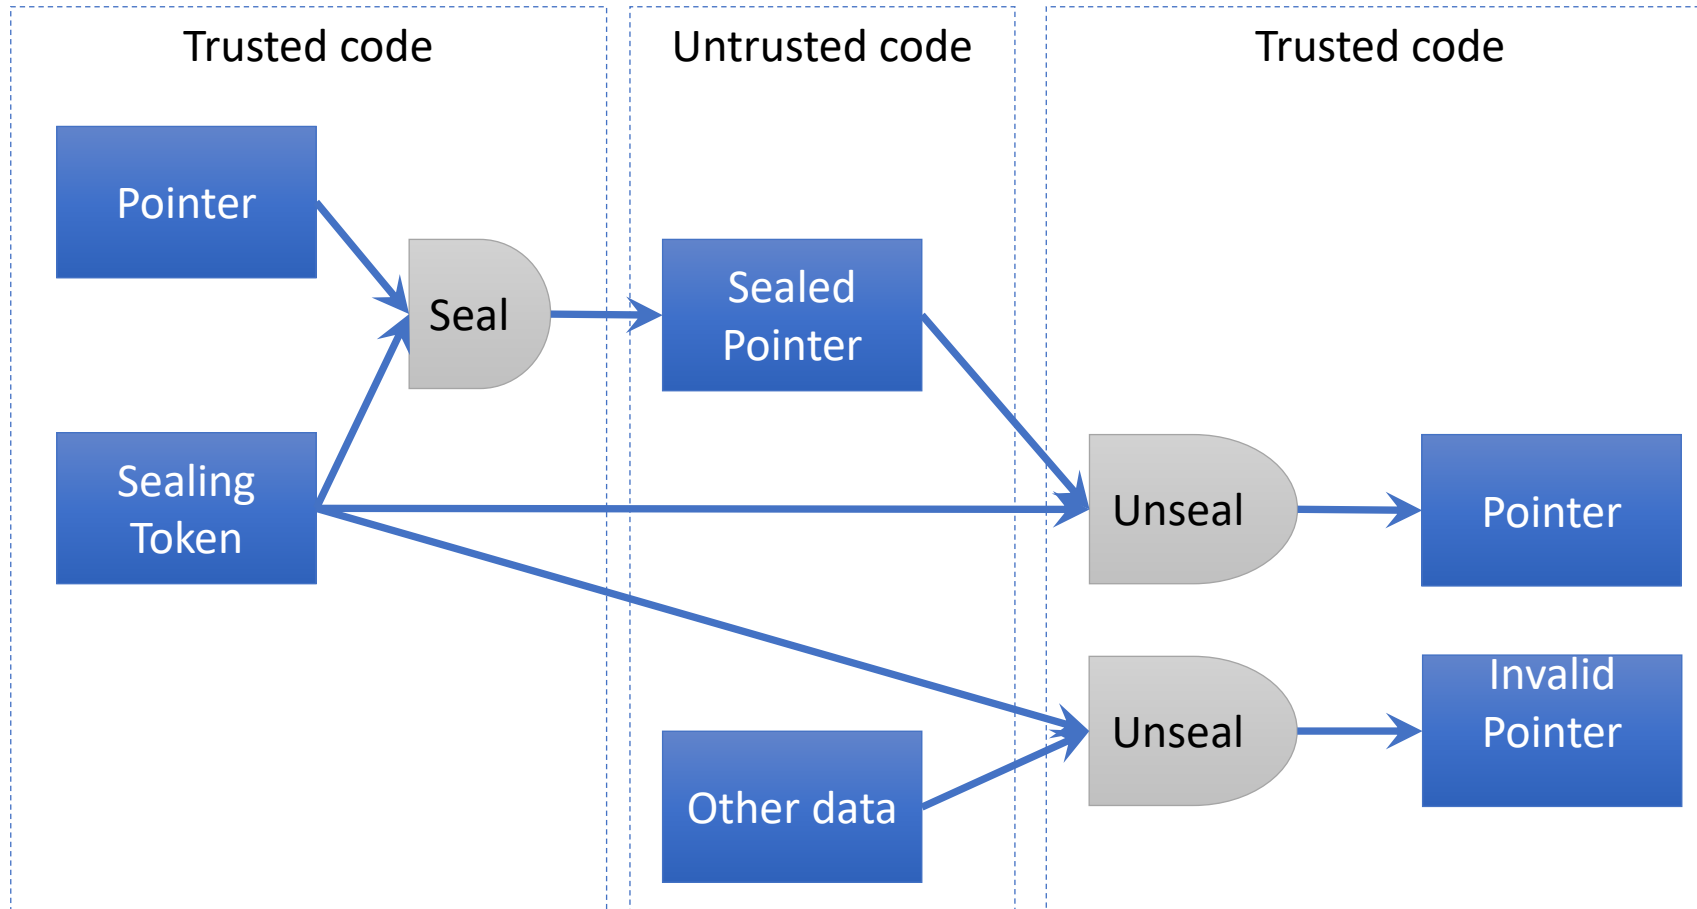 Trusted code
Untrusted code
Trusted code
Pointer
Seal
Sealed
Pointer
Sealing
Token
Unseal
Pointer
Unseal
Invalid
Pointer
Other data